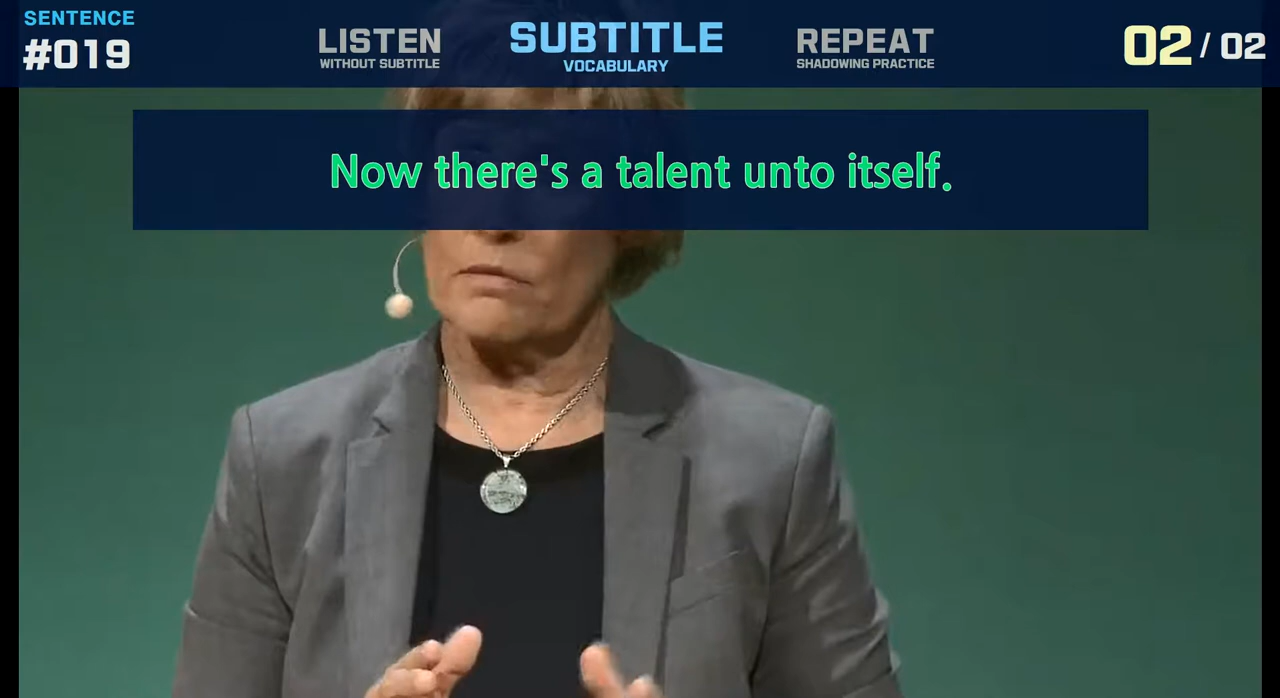 SENTENCE
#019
LISTEN
WITHOUT SUBTITLE
SUBTITLE
VOCABULARY
REPEAT
SHADOWING PRACTICE
02 / 02
Now there's a talent unto itself.